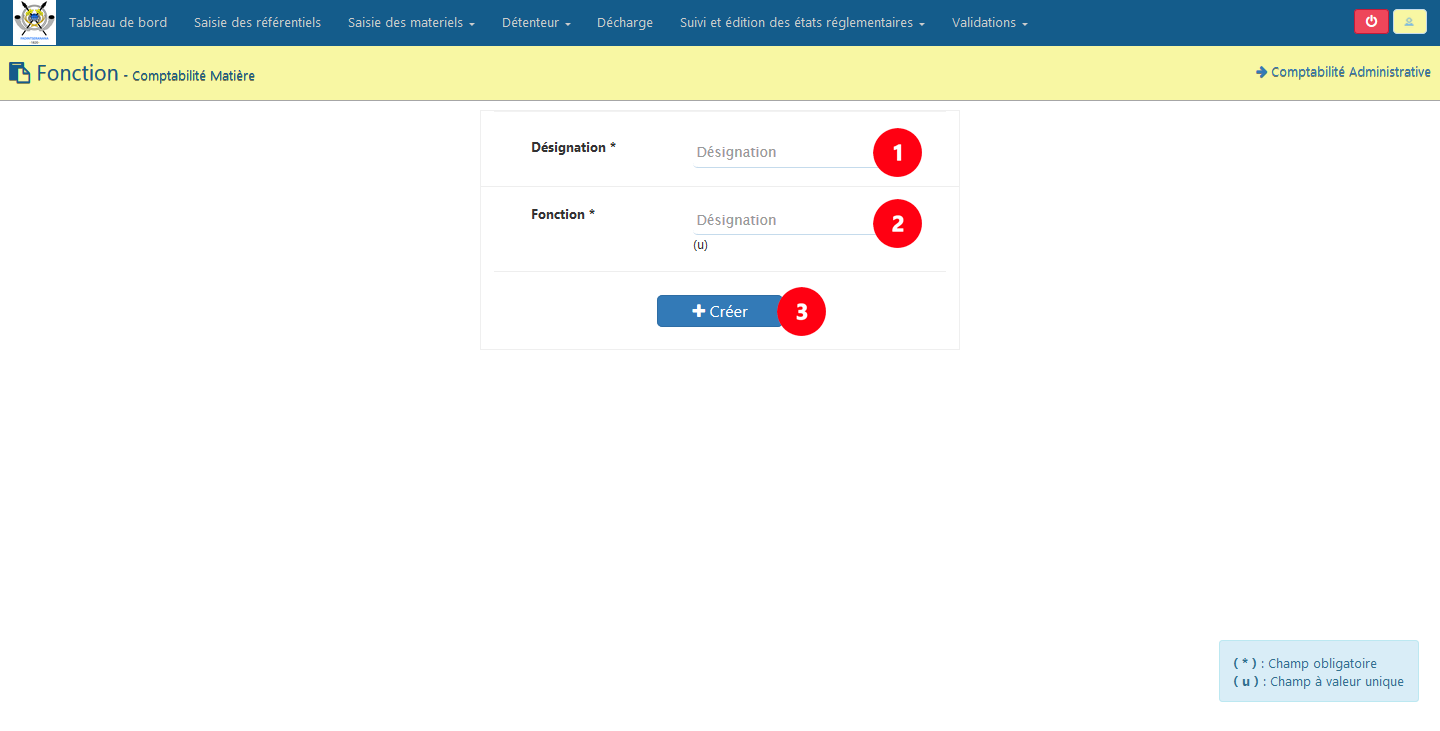 Tableau de bord Saisie des référentiels Saisie des materiels Détenteur Décharge Suivi et édition des états réglementaires Validations
Fonction - Comptabilité Matière
Comptabilité Administrative
Désignation *
Désignation
1
Fonction *
Désignation
2
(u)
Créer
3
( * ) : Champ obligatoire
( u ) : Champ à valeur unique